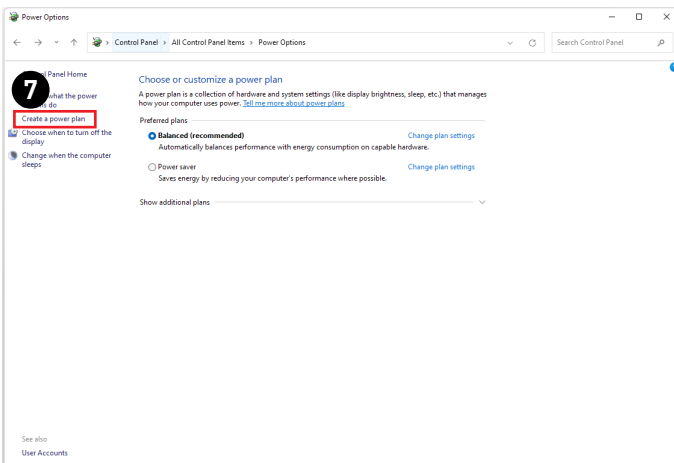 Power Options
Control Panel > All Control Panel Items > Power Options
Search Control Panel
7
Panel Home
what the power
do
Create a power plan
Choose when to turn off the
display
Change when the computer
sleeps
Choose or customize a power plan
A power plan is a collection of hardware and system settings (like display brightness, sleep, etc.) that manages
how your computer uses power. Tell me more about power plans
Preferred plans
Balanced (recommended)
Change plan settings
Automatically balances performance with energy consumption on capable hardware.
Power saver
Change plan settings
Saves energy by reducing your computer's performance where possible.
Show additional plans
See also
User Accounts